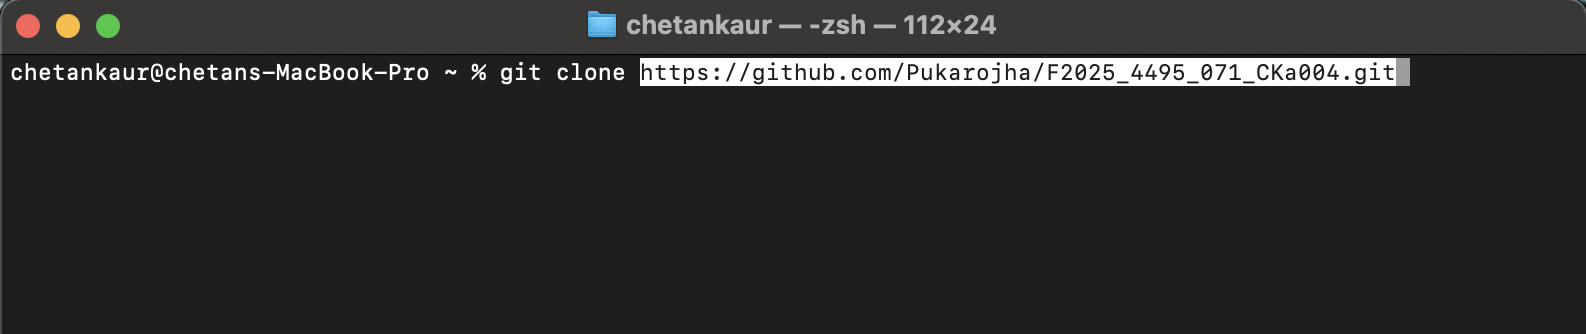 chetankaur — -zsh — 112×24
chetankaur@chetans-MacBook-Pro ~ % git clone https://github.com/Pukarojha/F2025_4495_071_CKa004.git